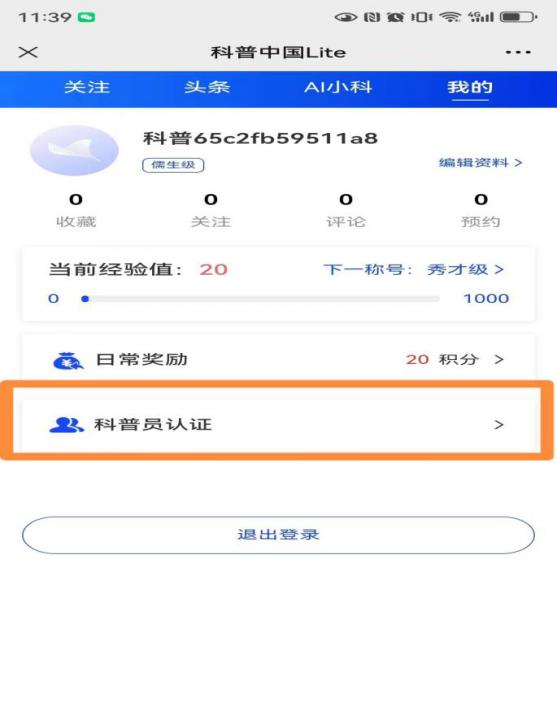 11:39
科普中国Lite
关注 头条 AI小科 我的
科普65c2fb59511a8
儒生级
编辑资料 >
0 0 0 0
收藏 关注 评论 预约
当前经验值: 20 下一称号: 秀才级 >
0 1000
日常奖励 20 积分 >
科普员认证 >
退出登录